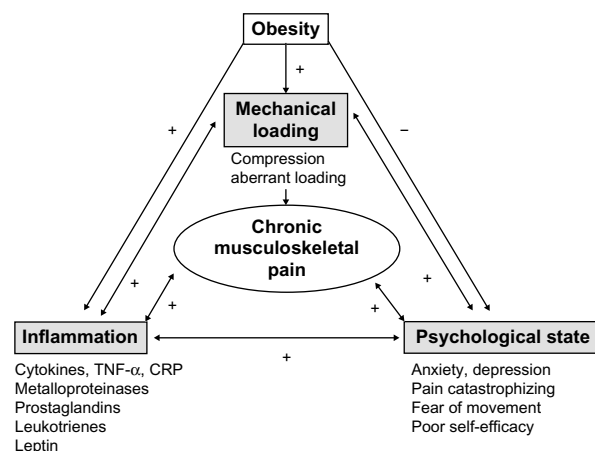 Obesity
+
+
Mechanical
loading
−
Compression
aberrant loading
Chronic
musculoskeletal
pain
+
+
+
+
Inflammation
Psychological state
+
Cytokines, TNF-α, CRP
Metalloproteinases
Prostaglandins
Leukotrienes
Leptin
Anxiety, depression
Pain catastrophizing
Fear of movement
Poor self-efficacy